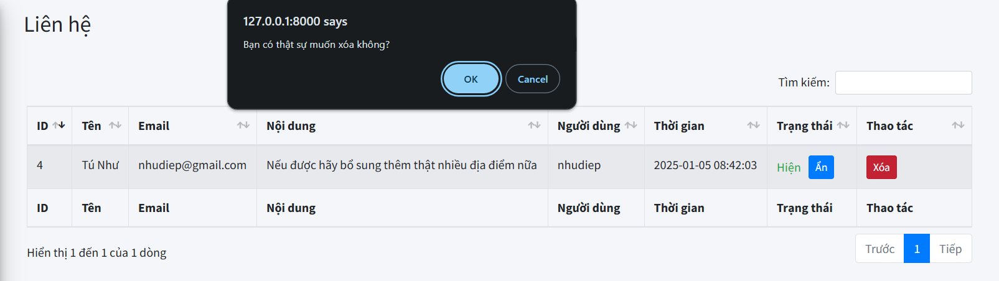 Liên hệ
127.0.0.1:8000 says
Bạn có thật sự muốn xóa không?
OK Cancel
Tìm kiếm:
ID Tên Email Nội dung Người dùng Thời gian Trạng thái Thao tác
4 Tú Như nhudiep@gmail.com Nếu được hãy bổ sung thêm thật nhiều địa điểm nữa nhudiep 2025-01-05 08:42:03 Hiện Ẩn Xóa
ID Tên Email Nội dung Người dùng Thời gian Trạng thái Thao tác
Hiển thị 1 đến 1 của 1 dòng
Trước 1 Tiếp